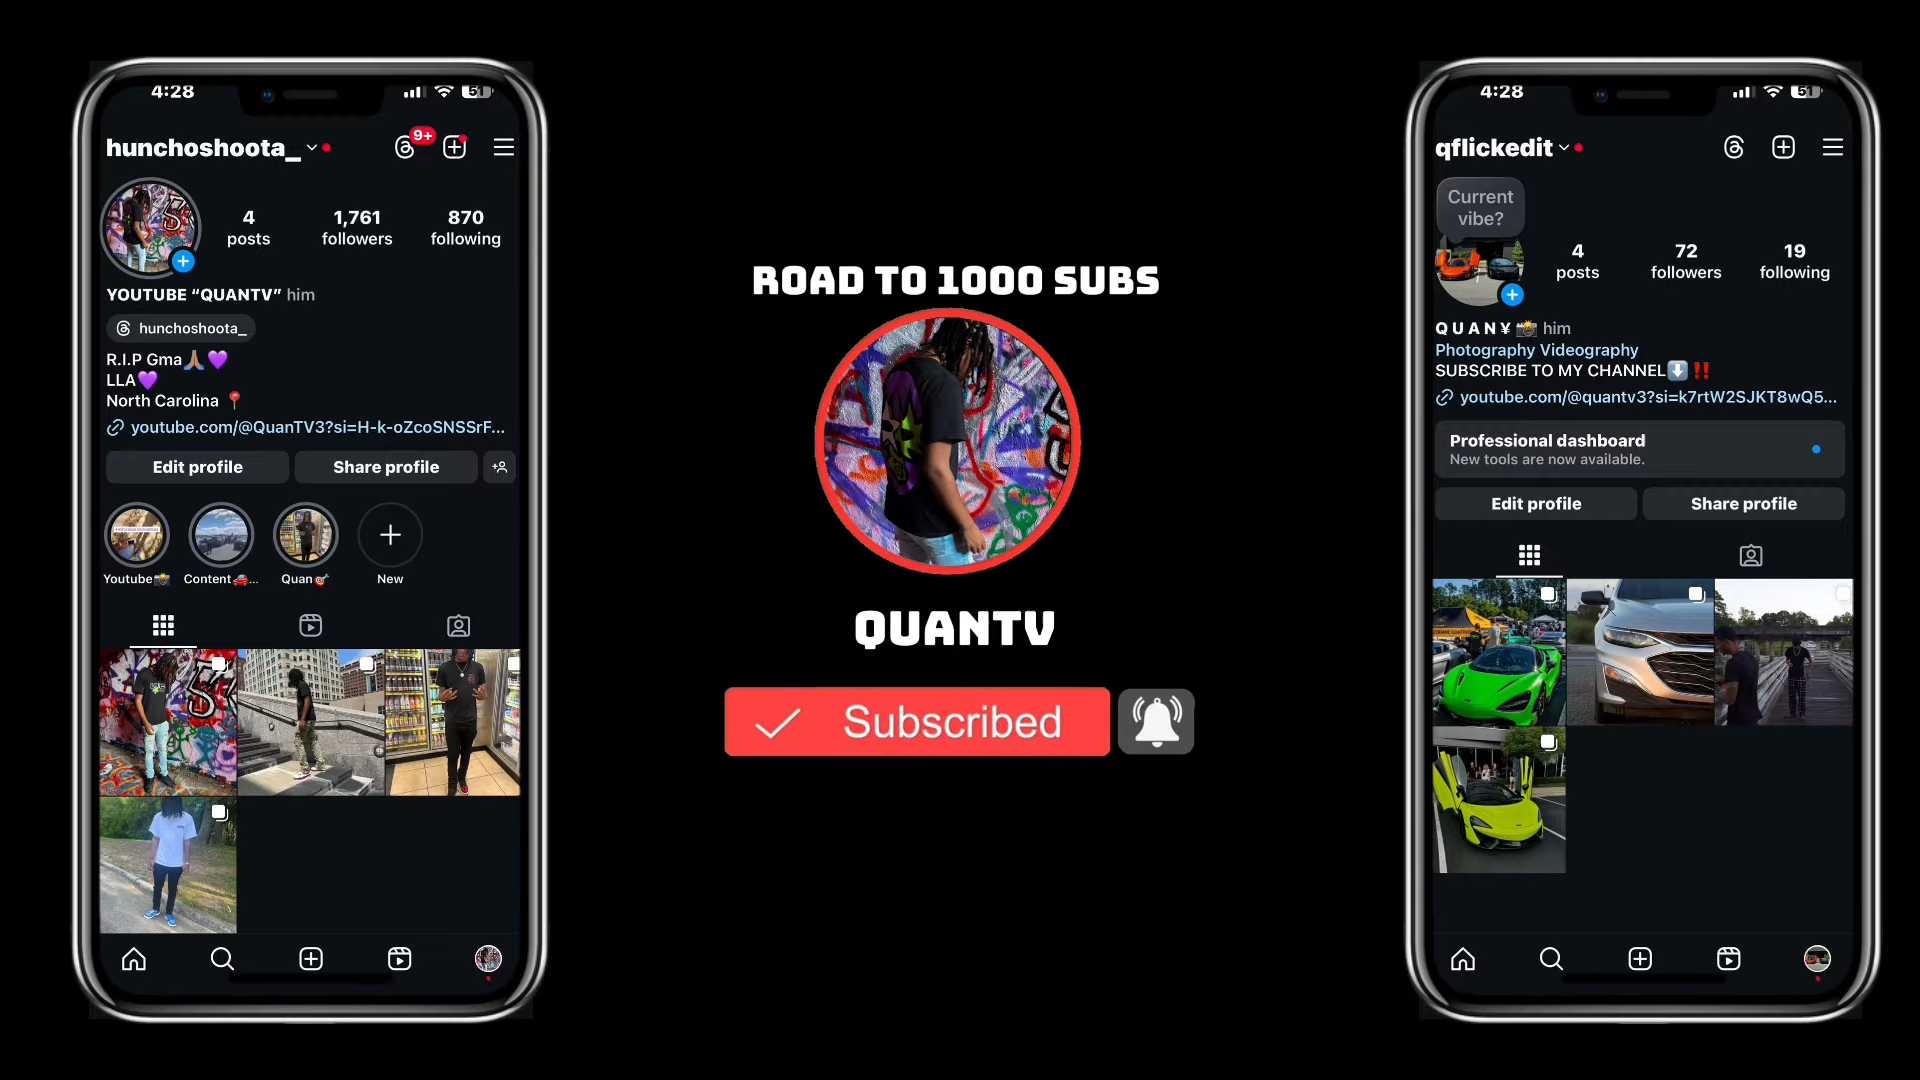 4:28
51
hunchoshoota_
9+
4
posts
1,761
followers
870
following
YOUTUBE “QUANTV” him
hunchoshoota_
R.I.P Gma🙏🏽💜
LLA💜
North Carolina 📍
youtube.com/@QuanTV3?si=H-k-oZcoSNSSrF...
Edit profile
Share profile
Youtube📸
Content🚗...
Quan🎯
New
ROAD TO 1000 SUBS
QUANTV
Subscribed
4:28
51
qflickedit
Current
vibe?
4
posts
72
followers
19
following
Q U A N ¥ 📸 him
Photography Videography
SUBSCRIBE TO MY CHANNEL⬇️‼️
youtube.com/@quantv3?si=k7rtW2SJKT8wQ5...
Professional dashboard
New tools are now available.
Edit profile
Share profile